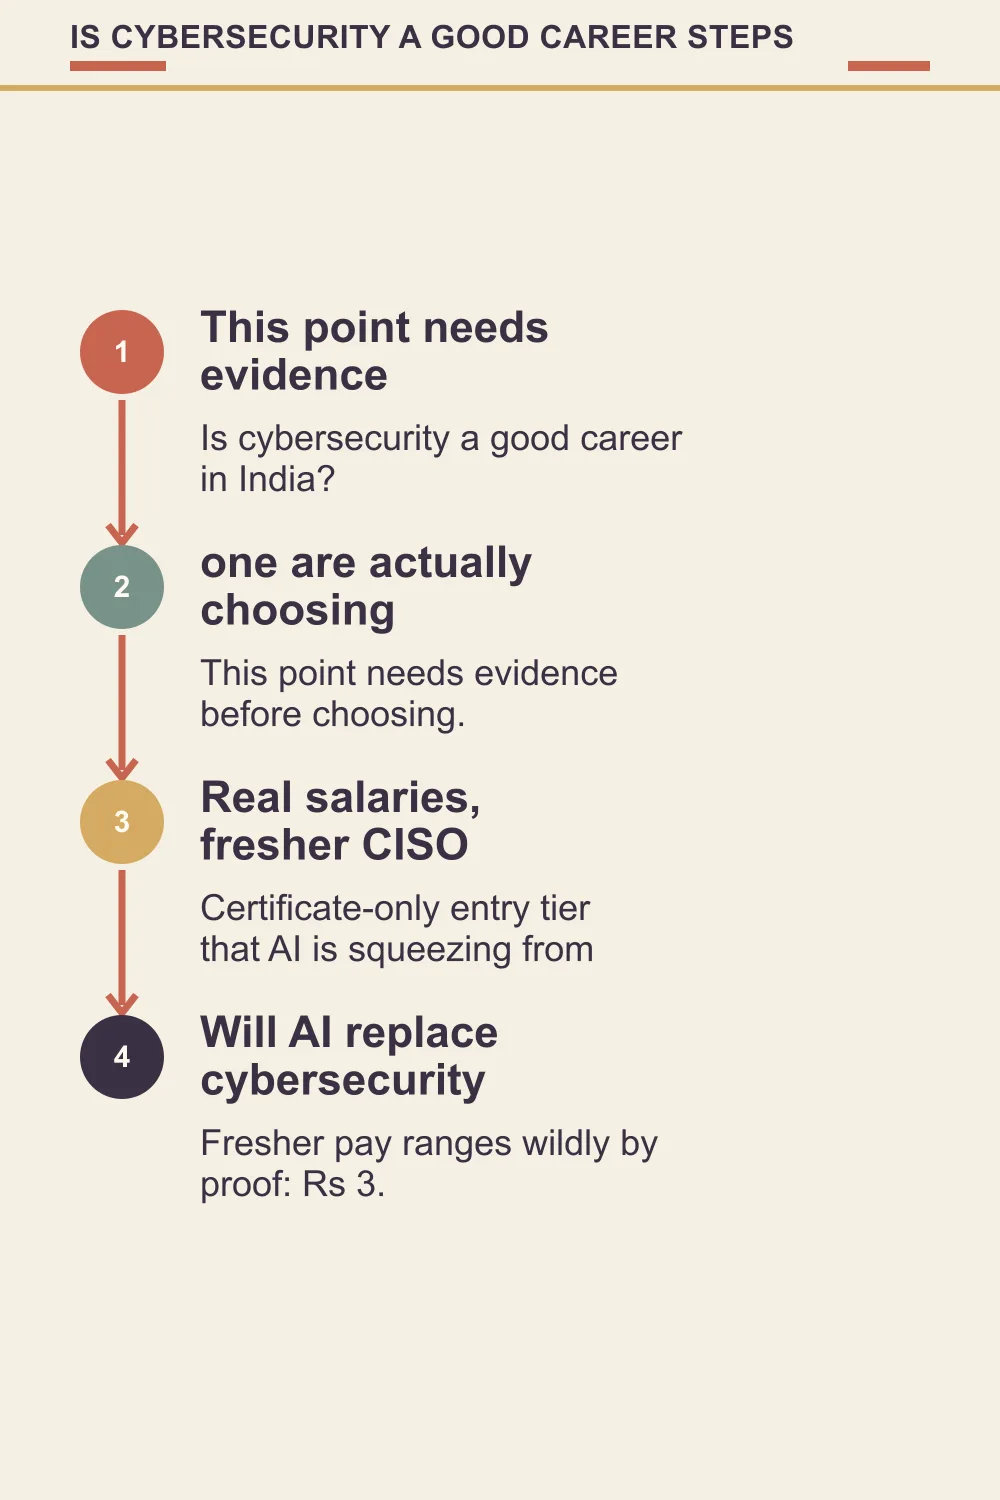 IS CYBERSECURITY A GOOD CAREER STEPS
1
This point needs
evidence
Is cybersecurity a good career
in India?
2
one are actually
choosing
This point needs evidence
before choosing.
3
Real salaries,
fresher CISO
Certificate-only entry tier
that AI is squeezing from
4
Will AI replace
cybersecurity
Fresher pay ranges wildly by
proof: Rs 3.